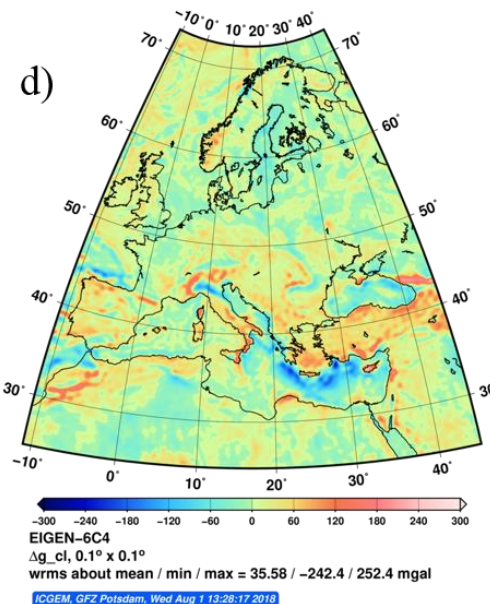 −10° 0° 10° 20° 30° 40°
70° 70°
d)
60° 60°
50° 50°
40° 40°
30° 30
−10° 0° 10° 20° 30° 40°
−300 −240 −180 −120 −60 0 60 120 180 240 300
EIGEN−6C4
Δg_cl, 0.1° x 0.1°
wrms about mean / min / max = 35.58 / −242.4 / 252.4 mgal
ICGEM, GFZ Potsdam, Wed Aug 1 13:28:17 2018